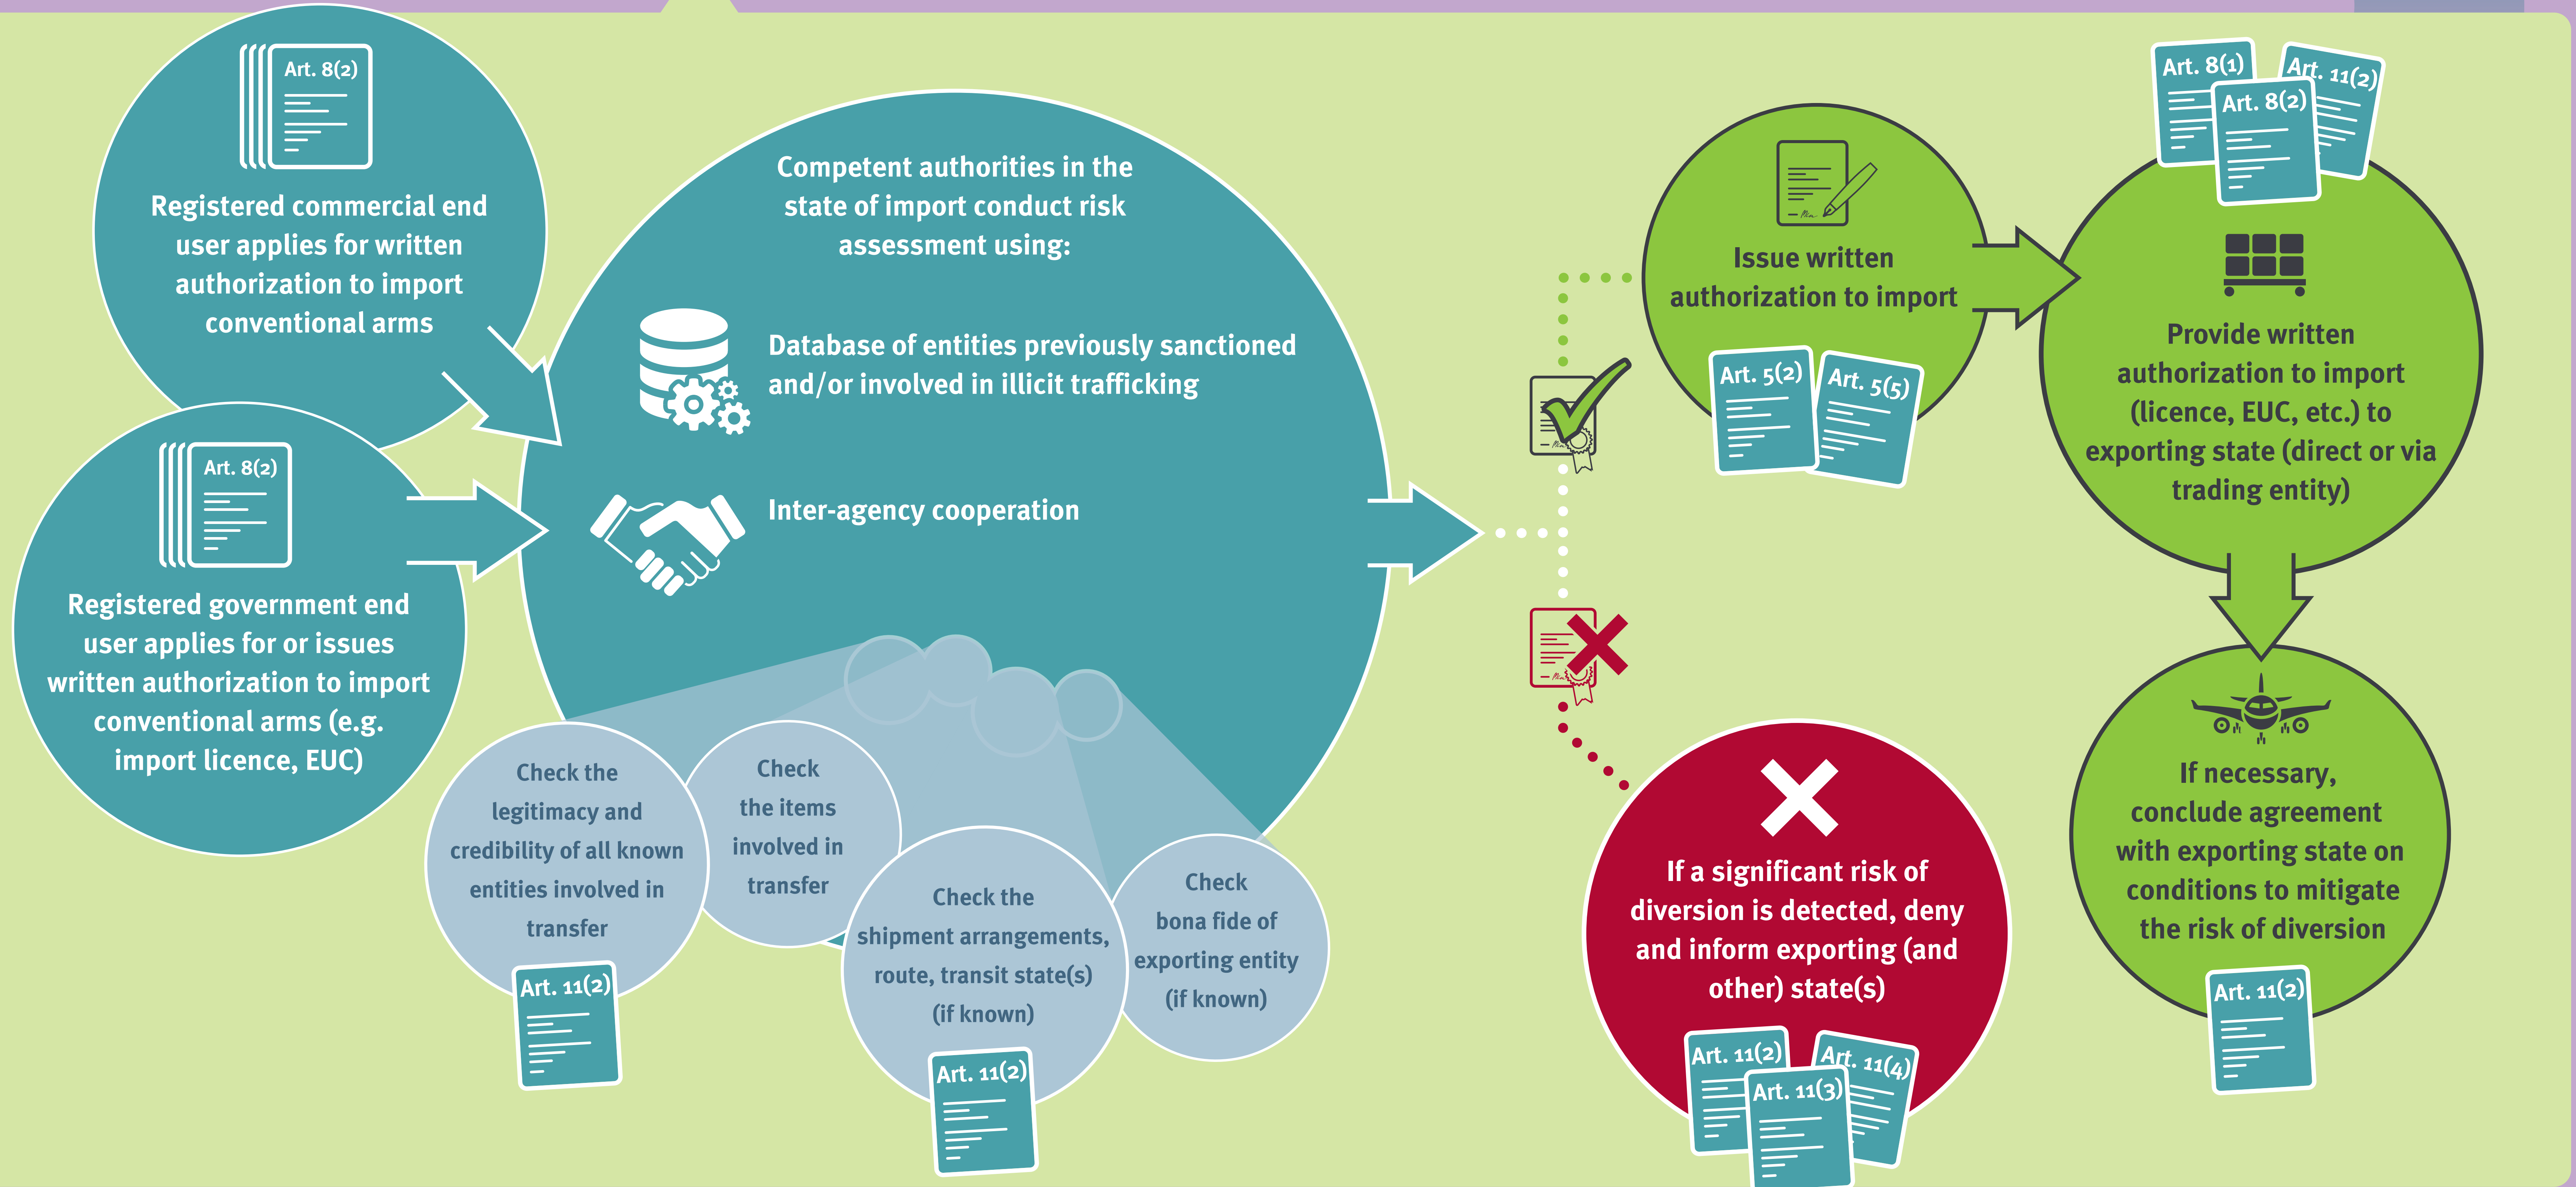 Art. 8(2)
Registered commercial end
user applies for written
authorization to import
conventional arms
Art. 8(2)
Registered government end
user applies for or issues
written authorization to import
conventional arms (e.g.
import licence, EUC)
Competent authorities in the
state of import conduct risk
assessment using:
Database of entities previously sanctioned
and/or involved in illicit trafficking
Inter-agency cooperation
Check the
legitimacy and
credibility of all known
entities involved in
transfer
Art. 11(2)
Check
the items
involved in
transfer
Check the
shipment arrangements,
route, transit state(s)
(if known)
Art. 11(2)
Check
bona fide of
exporting entity
(if known)
Issue written
authorization to import
Art. 5(2)
Art. 5(5)
Art. 8(1)
Art. 8(2)
Art. 11(2)
Provide written
authorization to import
(licence, EUC, etc.) to
exporting state (direct or via
trading entity)
If necessary,
conclude agreement
with exporting state on
conditions to mitigate
the risk of diversion
Art. 11(2)
If a significant risk of
diversion is detected, deny
and inform exporting (and
other) state(s)
Art. 11(2)
Art. 11(3)
Art. 11(4)